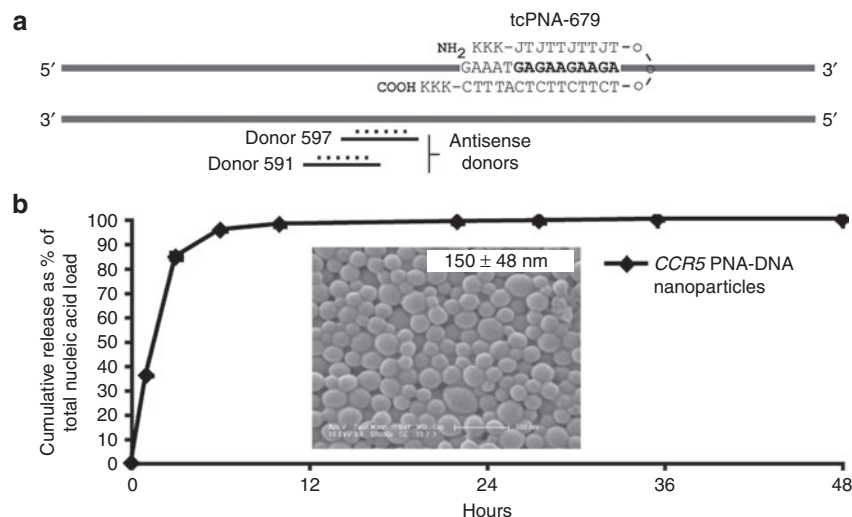 a
tcPNA-679
NH2 KKK-JTJTTJTTJT-
5′ GAAATGAGAAGAAGA 3′
COOH KKK-CTTTACTCTTCTTCT-
3′ 5′
Donor 597
Donor 591
Antisense
donors
b
Cumulative release as % of
total nucleic acid load
100
90
80
70
60
50
40
30
20
10
0
150 ± 48 nm
CCR5 PNA-DNA
nanoparticles
0 12 24 36 48
Hours